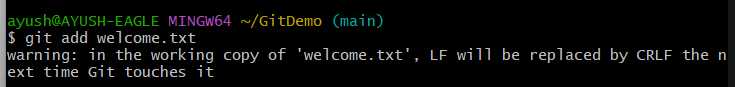 ayush@AYUSH-EAGLE MINGW64 ~/GitDemo (main)
$ git add welcome.txt
warning: in the working copy of 'welcome.txt', LF will be replaced by CRLF the n
ext time Git touches it